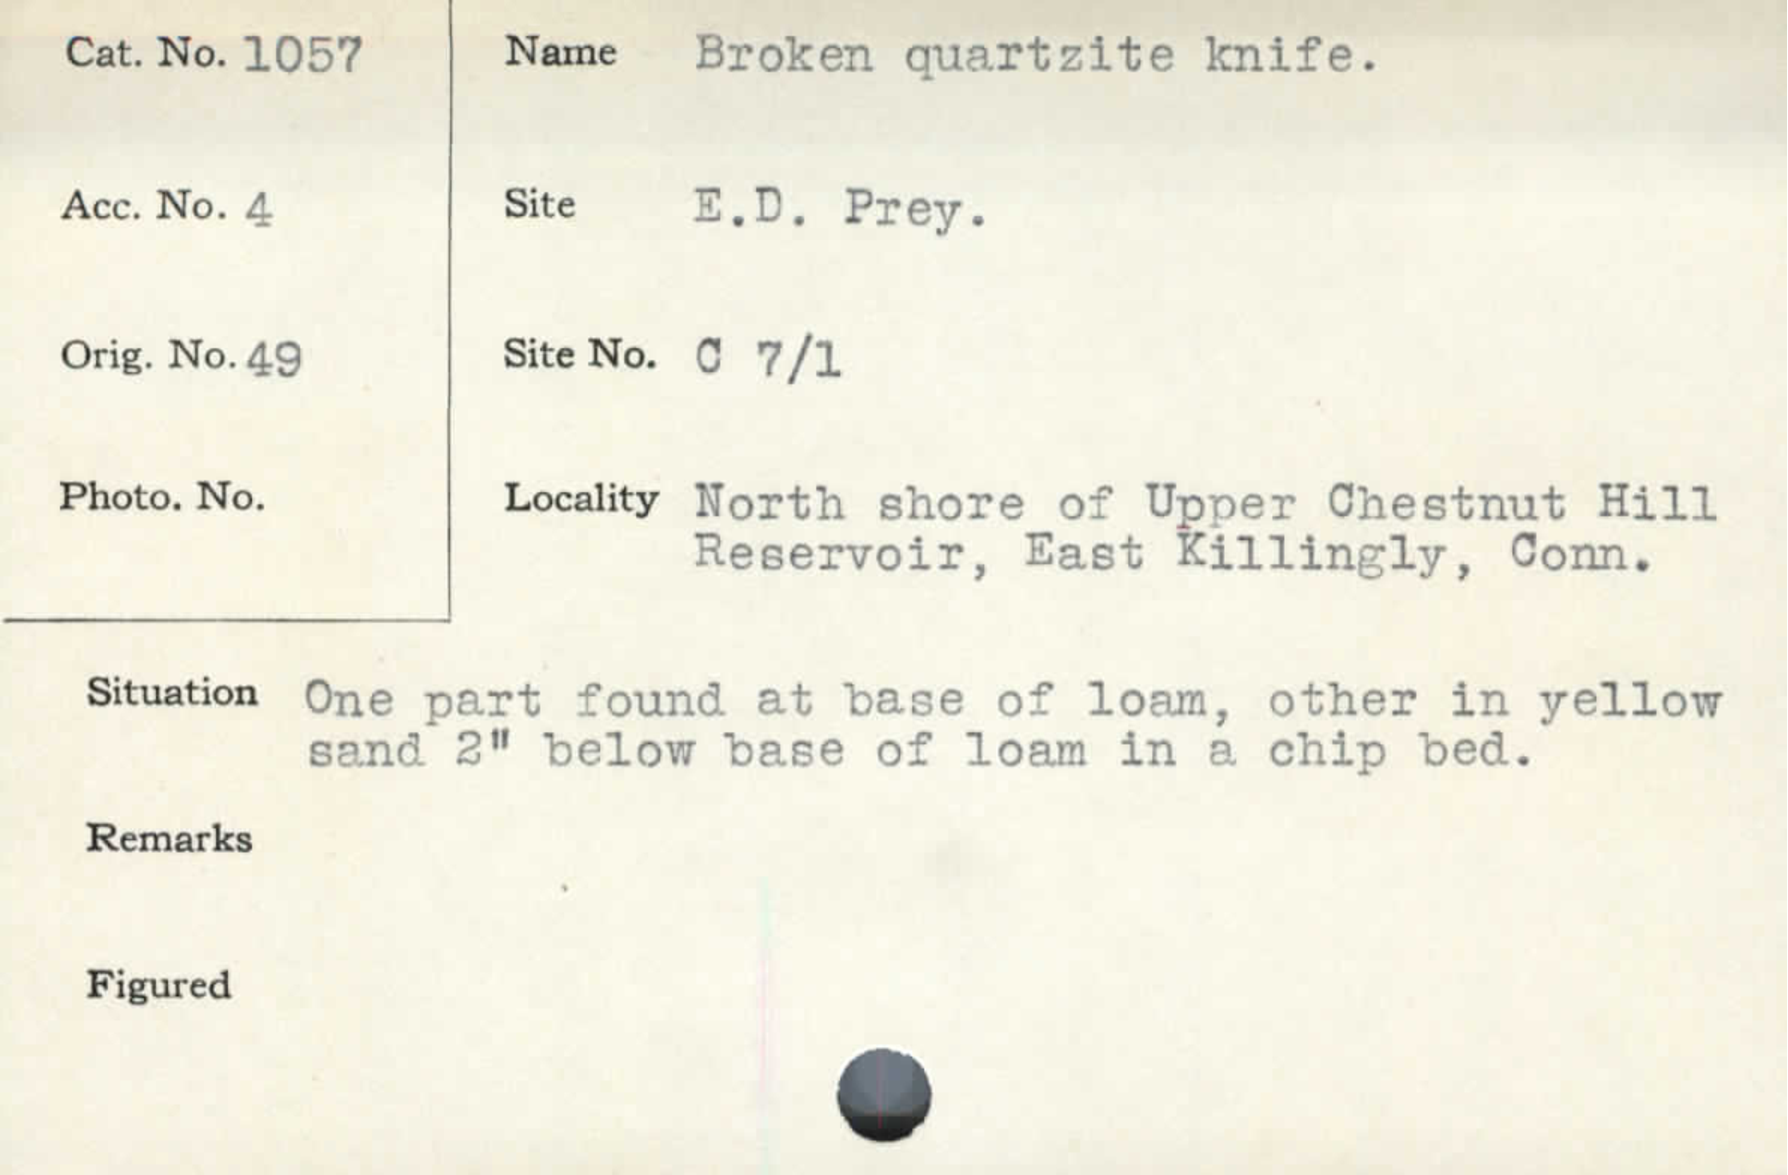 Cat. No. 1057
Name Broken quartzite knife.
Acc. No. 4
Site E.D. Prey.
Orig. No. 49
Site No. C 7/1
Photo. No.
Locality North shore of Upper Chestnut Hill
Reservoir, East Killingly, Conn.
Situation One part found at base of loam, other in yellow
sand 2" below base of loam in a chip bed.
Remarks
Figured